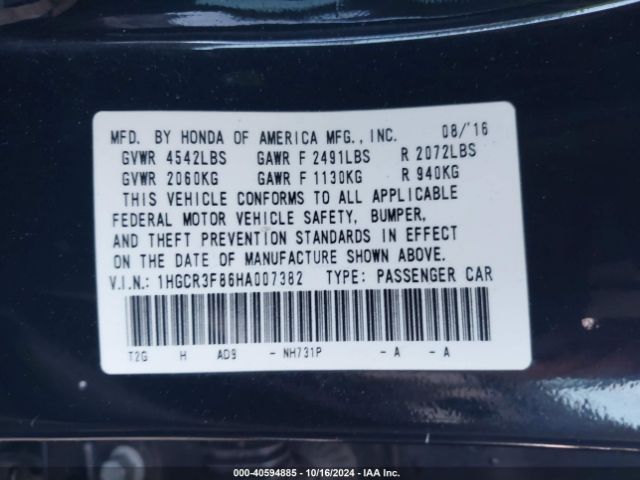 MFD. BY HONDA OF AMERICA MFG., INC. 08/'16
GVWR 4542LBS GAWR F 2491LBS R 2072LBS
GVWR 2060KG GAWR F 1130KG R 940KG
THIS VEHICLE CONFORMS TO ALL APPLICABLE
FEDERAL MOTOR VEHICLE SAFETY, BUMPER,
AND THEFT PREVENTION STANDARDS IN EFFECT
ON THE DATE OF MANUFACTURE SHOWN ABOVE.
V.I.N.: 1HGCR3F86HA007382 TYPE: PASSENGER CAR
T2G H AD9 - NH731P - A - A
000-40594885 - 10/16/2024 - IAA Inc.